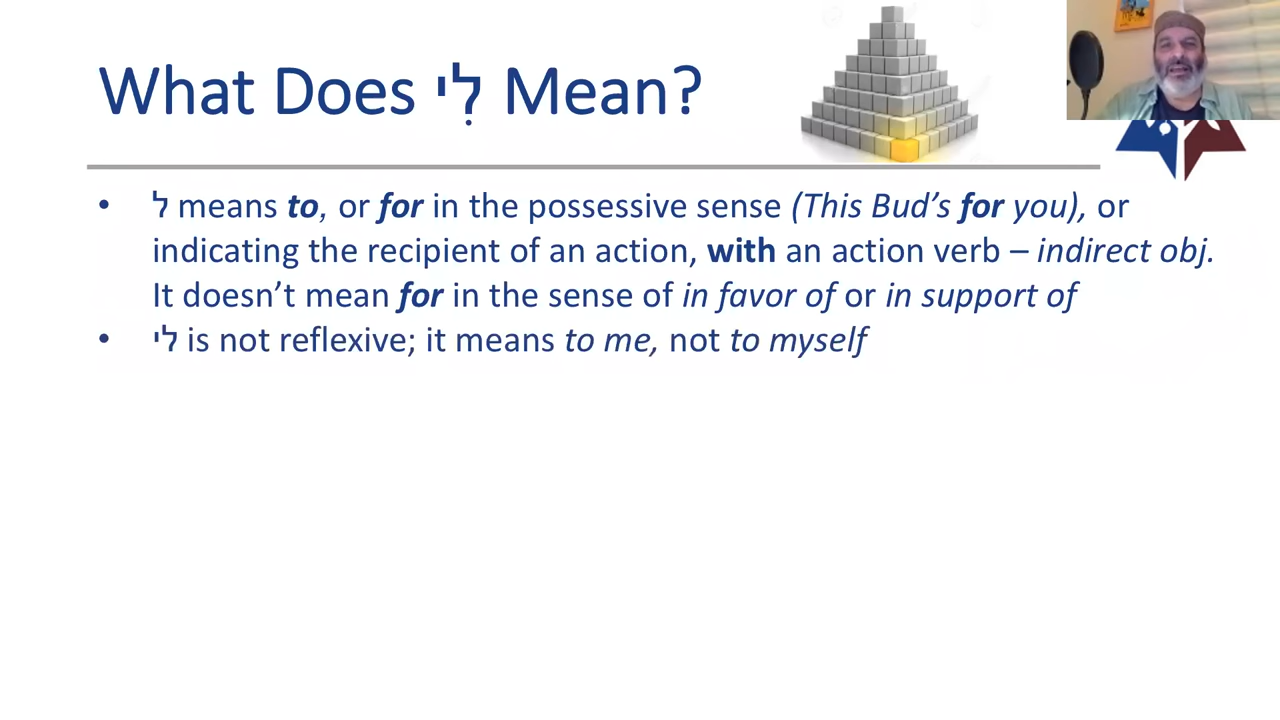 What Does לִי Mean?
• ל means to, or for in the possessive sense (This Bud’s for you), or
indicating the recipient of an action, with an action verb – indirect obj.
It doesn’t mean for in the sense of in favor of or in support of
• לי is not reflexive; it means to me, not to myself